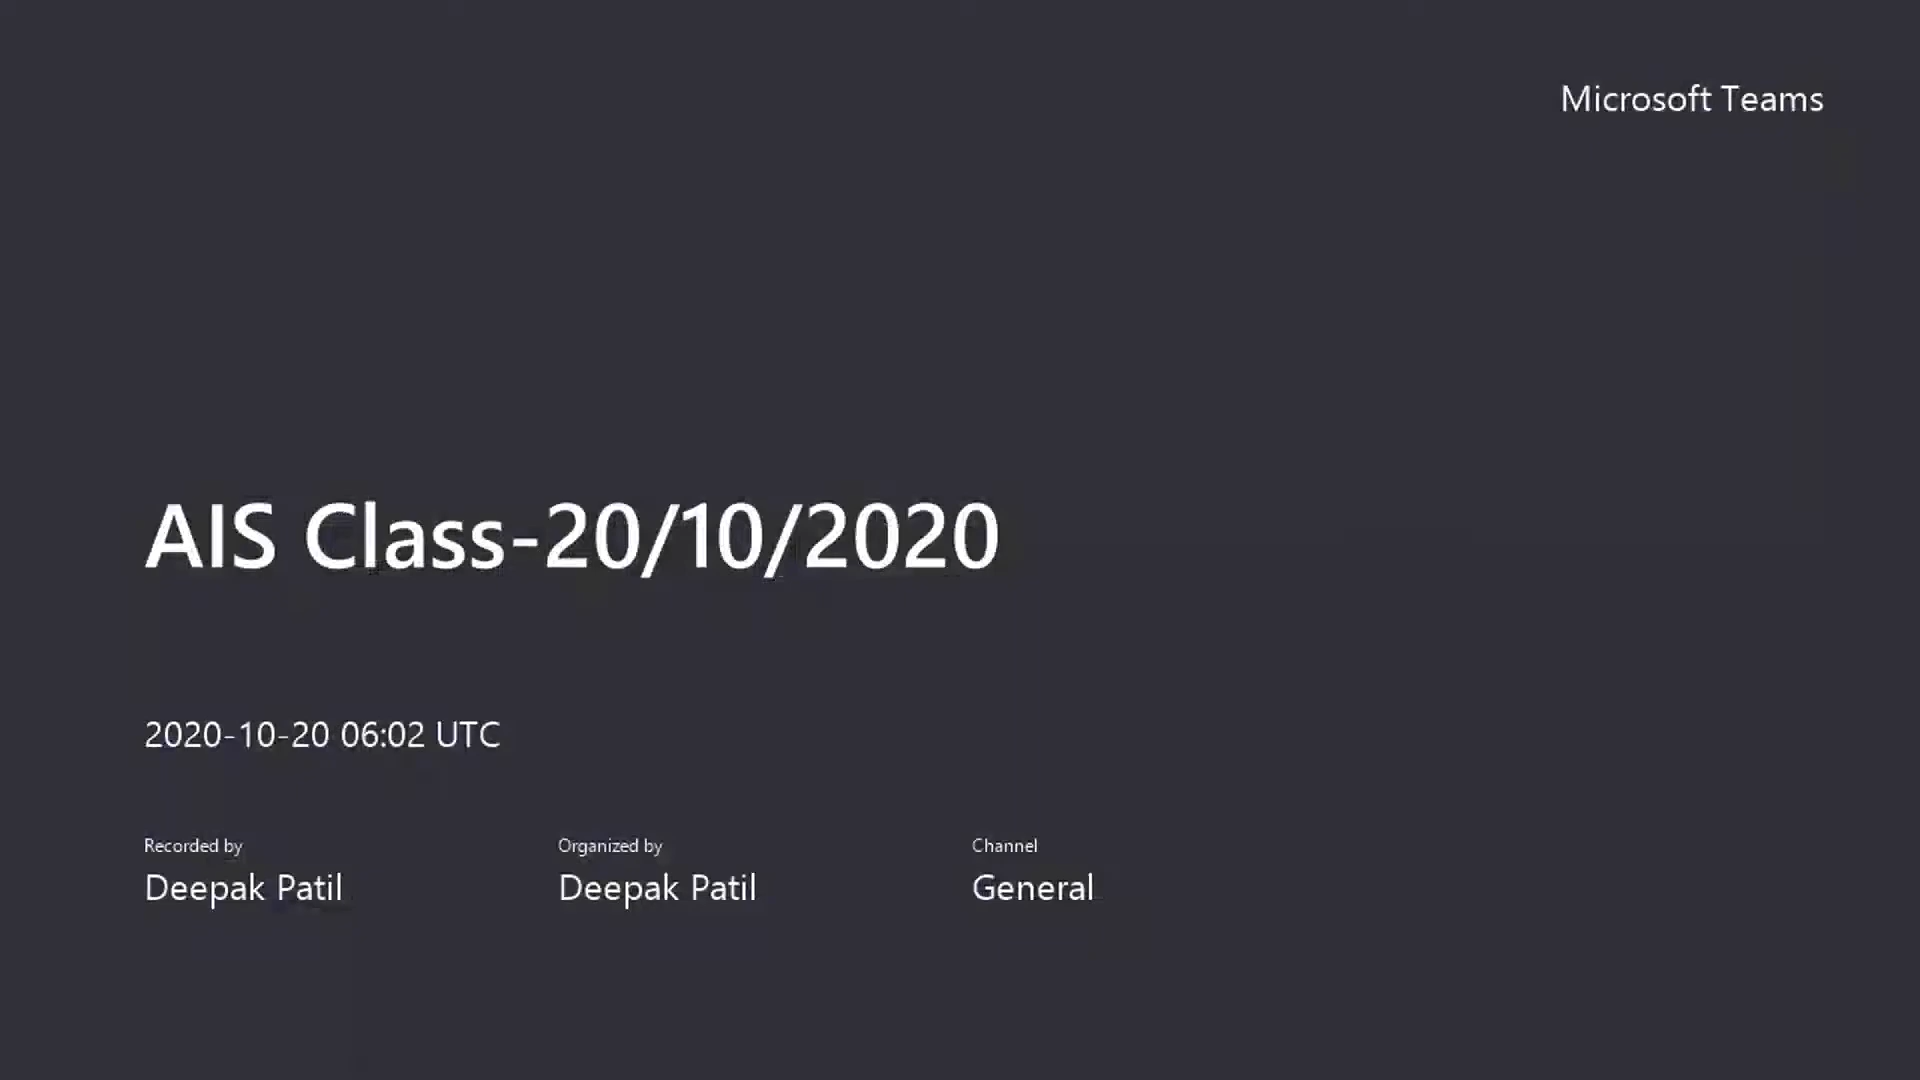 Microsoft Teams
AIS Class-20/10/2020
2020-10-20 06:02 UTC
Recorded by
Deepak Patil
Organized by
Deepak Patil
Channel
General